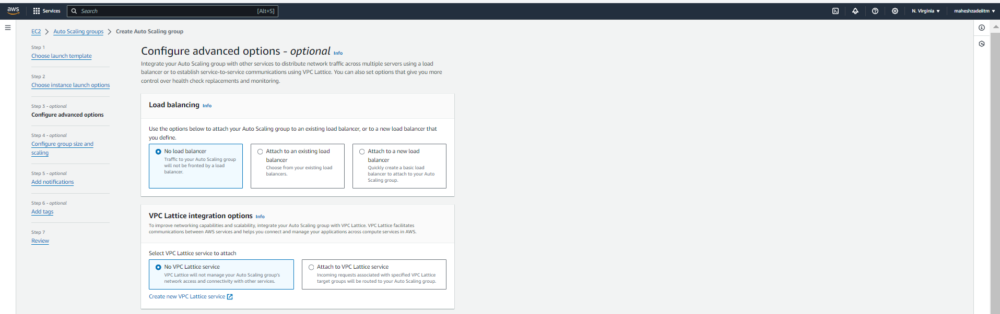 aws
Services
Search
[Alt+S]
N. Virginia
maheshzadeiitm
EC2
Auto Scaling groups
Create Auto Scaling group
Step 1
Choose launch template
Step 2
Choose instance launch options
Step 3 - optional
Configure advanced options
Step 4 - optional
Configure group size and
scaling
Step 5 - optional
Add notifications
Step 6 - optional
Add tags
Step 7
Review
Configure advanced options - optional Info
Integrate your Auto Scaling group with other services to distribute network traffic across multiple servers using a load
balancer or to establish service-to-service communications using VPC Lattice. You can also set options that give you more
control over health check replacements and monitoring.
Load balancing Info
Use the options below to attach your Auto Scaling group to an existing load balancer, or to a new load balancer that
you define.
No load balancer
Traffic to your Auto Scaling group
will not be fronted by a load
balancer.
Attach to an existing load
balancer
Choose from your existing load
balancers.
Attach to a new load
balancer
Quickly create a basic load
balancer to attach to your Auto
Scaling group.
VPC Lattice integration options Info
To improve networking capabilities and scalability, integrate your Auto Scaling group with VPC Lattice. VPC Lattice facilitates
communications between AWS services and helps you connect and manage your applications across compute services in AWS.
Select VPC Lattice service to attach
No VPC Lattice service
VPC Lattice will not manage your Auto Scaling group's
network access and connectivity with other services.
Attach to VPC Lattice service
Incoming requests associated with specified VPC Lattice
target groups will be routed to your Auto Scaling group.
Create new VPC Lattice service